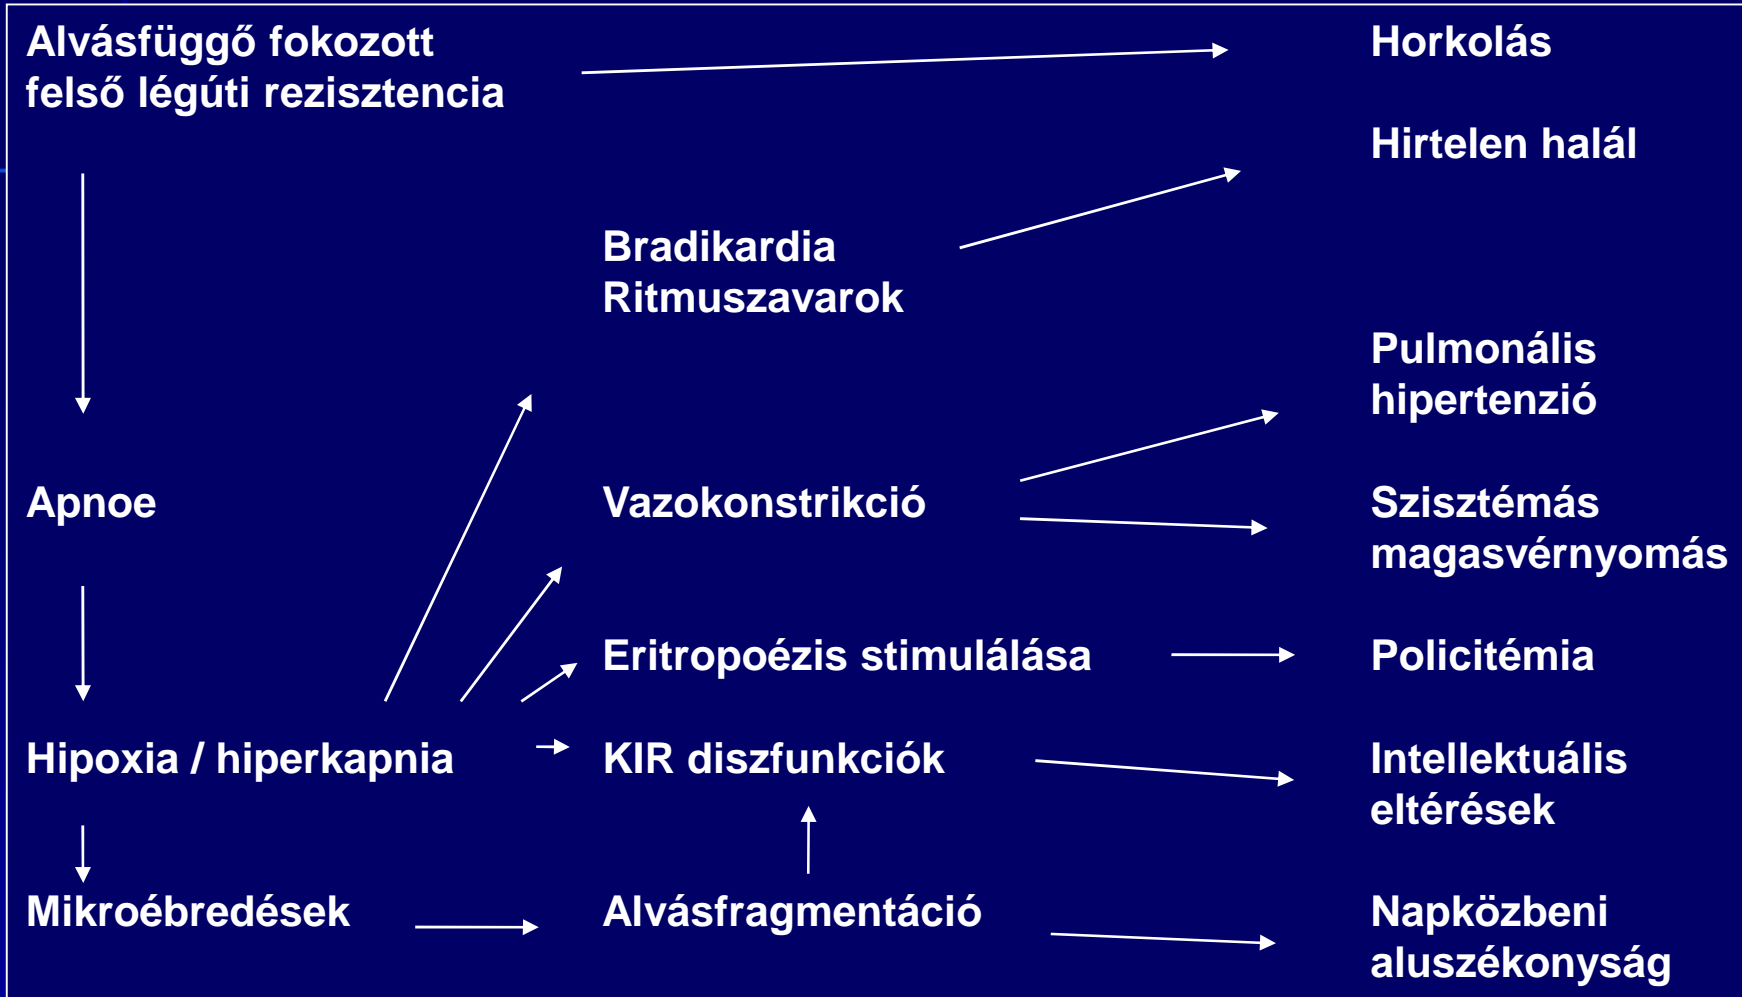 Alvásfüggő fokozott
felső légúti rezisztencia
Horkolás
Hirtelen halál
Bradikardia
Ritmuszavarok
Pulmonális
hipertenzió
Apnoe
Vazokonstrikció
Szisztémás
magasvérnyomás
Eritropoézis stimulálása
Policitémia
Hipoxia / hiperkapnia
KIR diszfunkciók
Intellektuális
eltérések
Mikroébredések
Alvásfragmentáció
Napközbeni
aluszékonyság